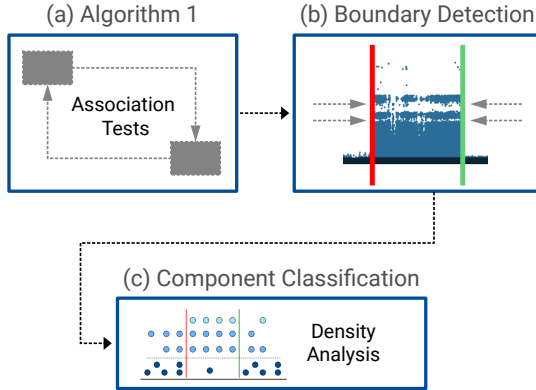 (a) Algorithm 1
(b) Boundary Detection
Association
Tests
(c) Component Classification
Density
Analysis